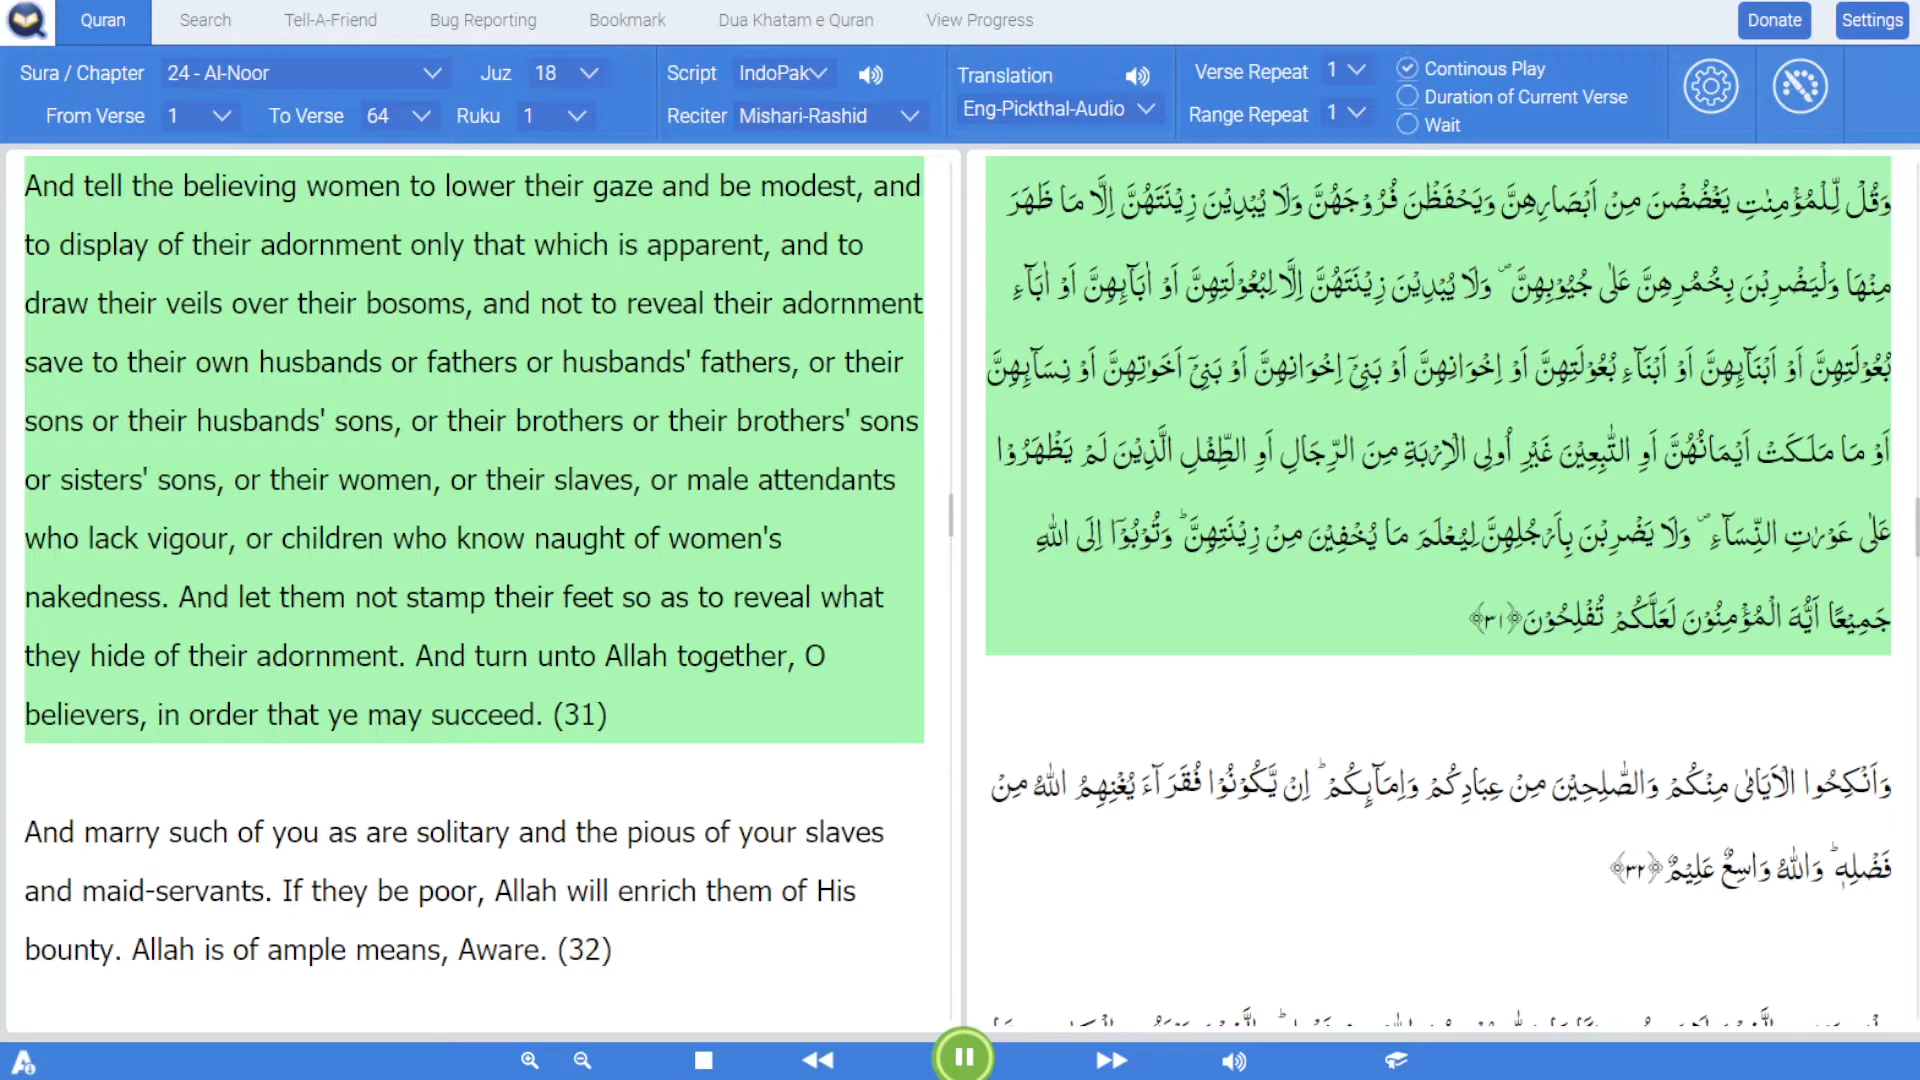 Quran
Search
Tell-A-Friend
Bug Reporting
Bookmark
Dua Khatam e Quran
View Progress
Donate
Settings
Sura / Chapter
24 - Al-Noor
Juz
18
Script
IndoPak
Translation
Verse Repeat
1
Continous Play
From Verse
1
To Verse
64
Ruku
1
Reciter
Mishari-Rashid
Eng-Pickthal-Audio
Range Repeat
1
Duration of Current Verse
Wait
And tell the believing women to lower their gaze and be modest, and
to display of their adornment only that which is apparent, and to
draw their veils over their bosoms, and not to reveal their adornment
save to their own husbands or fathers or husbands' fathers, or their
sons or their husbands' sons, or their brothers or their brothers' sons
or sisters' sons, or their women, or their slaves, or male attendants
who lack vigour, or children who know naught of women's
nakedness. And let them not stamp their feet so as to reveal what
they hide of their adornment. And turn unto Allah together, O
believers, in order that ye may succeed. (31)
And marry such of you as are solitary and the pious of your slaves
and maid-servants. If they be poor, Allah will enrich them of His
bounty. Allah is of ample means, Aware. (32)
وَقُلْ لِّلْمُؤْمِنٰتِ يَغْضُضْنَ مِنْ اَبْصَارِهِنَّ وَيَحْفَظْنَ فُرُوْجَهُنَّ وَلَا يُبْدِيْنَ زِيْنَتَهُنَّ اِلَّا مَا ظَهَرَ
مِنْهَا وَلْيَضْرِبْنَ بِخُمُرِهِنَّ عَلٰى جُيُوْبِهِنَّ ۖ وَلَا يُبْدِيْنَ زِيْنَتَهُنَّ اِلَّا لِبُعُوْلَتِهِنَّ اَوْ اٰبَآئِهِنَّ اَوْ اٰبَآءِ
بُعُوْلَتِهِنَّ اَوْ اَبْنَآئِهِنَّ اَوْ اَبْنَآءِ بُعُوْلَتِهِنَّ اَوْ اِخْوَانِهِنَّ اَوْ بَنِىْۤ اِخْوَانِهِنَّ اَوْ بَنِىْۤ اَخَوٰتِهِنَّ اَوْ نِسَآئِهِنَّ
اَوْ مَا مَلَـكَتْ اَيْمَانُهُنَّ اَوِ التّٰبِعِيْنَ غَيْرِ اُولِى الْاِرْبَةِ مِنَ الرِّجَالِ اَوِ الطِّفْلِ الَّذِيْنَ لَمْ يَظْهَرُوْا
عَلٰى عَوْرٰتِ النِّسَآءِ ۖ وَلَا يَضْرِبْنَ بِاَرْجُلِهِنَّ لِيُـعْلَمَ مَا يُخْفِيْنَ مِنْ زِيْنَتِهِنَّ ؕ وَتُوْبُوْۤا اِلَى اللّٰهِ
جَمِيْعًا اَيُّهَ الْمُؤْمِنُوْنَ لَعَلَّكُمْ تُفْلِحُوْنَ ﴿۳۱﴾
وَاَنْكِحُوا الْاَيَامٰى مِنْكُمْ وَالصّٰلِحِيْنَ مِنْ عِبَادِكُمْ وَاِمَآئِكُمْ ؕ اِنْ يَّكُوْنُوْا فُقَرَآءَ يُغْنِهِمُ اللّٰهُ مِنْ
فَضْلِهٖ ؕ وَاللّٰهُ وَاسِعٌ عَلِيْمٌ ﴿۳۲﴾